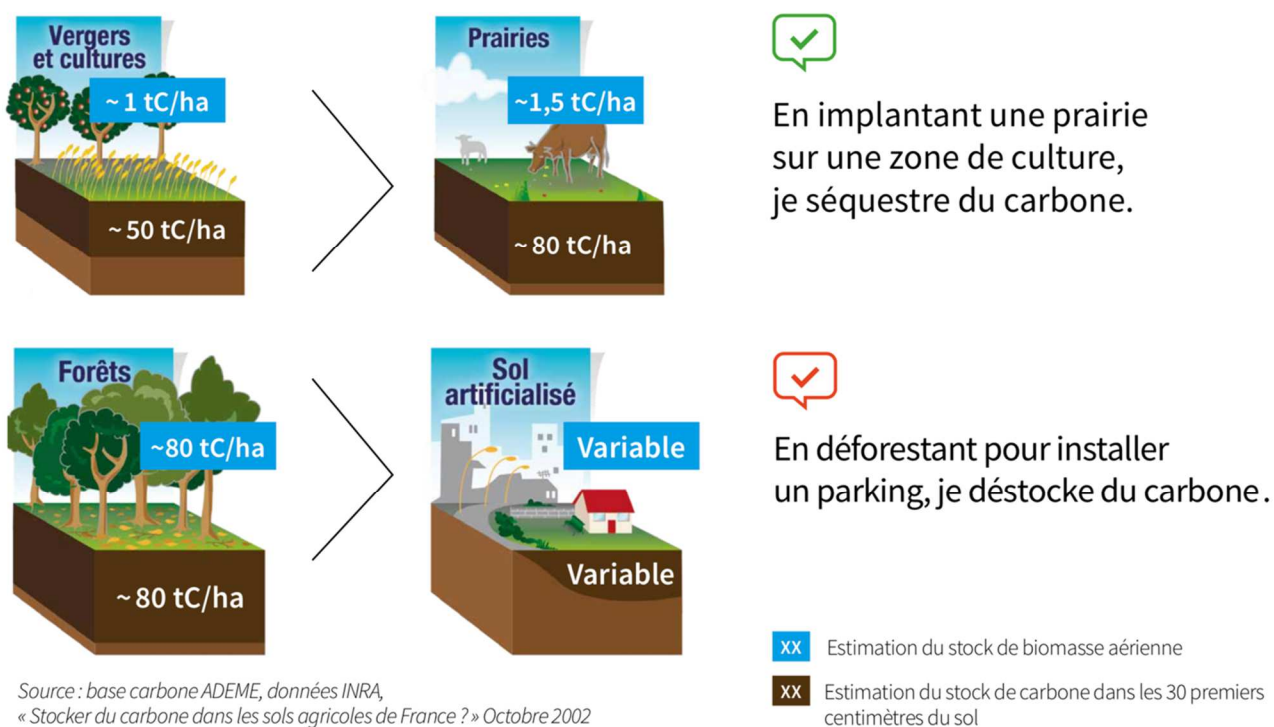 Vergers
et cultures
~ 1 tC/ha
~ 50 tC/ha
Prairies
~1,5 tC/ha
~ 80 tC/ha
En implantant une prairie
sur une zone de culture,
je séquestre du carbone.
Forêts
~80 tC/ha
~ 80 tC/ha
Sol
artificialisé
Variable
Variable
En déforestant pour installer
un parking, je déstocke du carbone.
XX Estimation du stock de biomasse aérienne
XX Estimation du stock de carbone dans les 30 premiers
centimètres du sol
Source : base carbone ADEME, données INRA,
« Stocker du carbone dans les sols agricoles de France ? » Octobre 2002